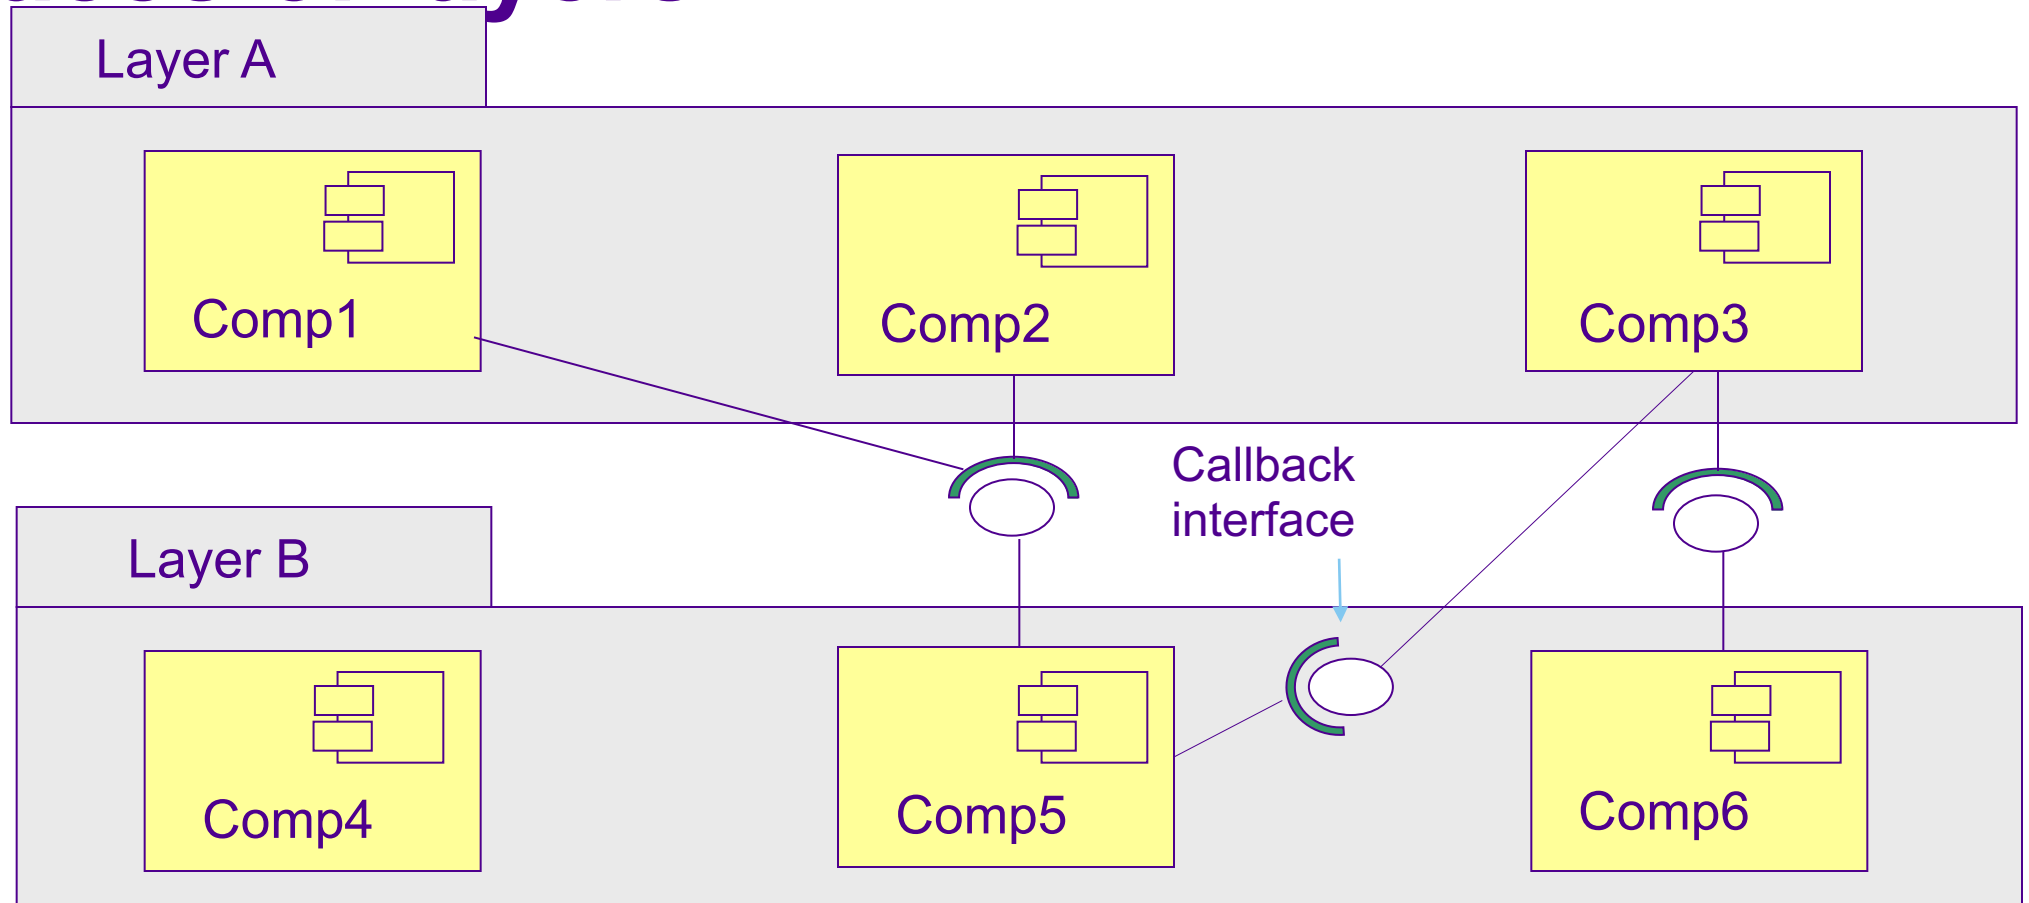 Layer A
Comp1
Comp2
Comp3
Callback
interface
Layer B
Comp4
Comp5
Comp6